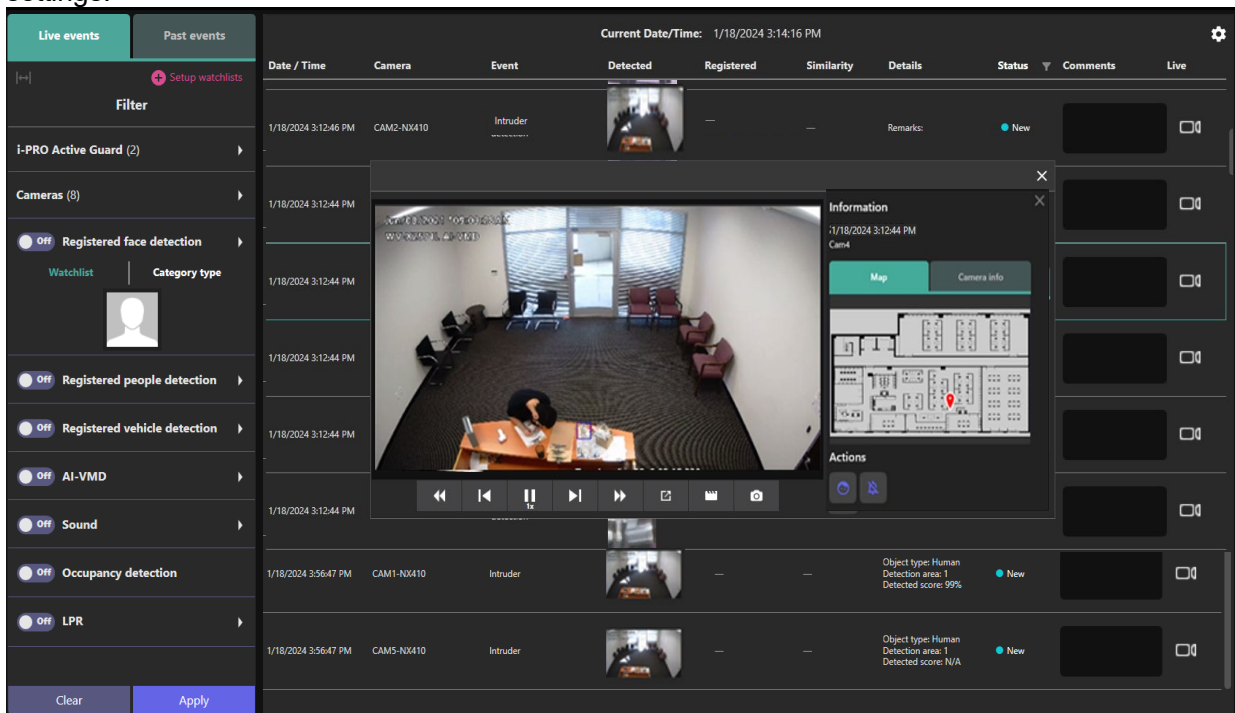 settings.
Live events Past events
Current Date/Time: 1/18/2024 3:14:16 PM
Setup watchlists
Filter
Date / Time Camera Event Detected Registered Similarity Details Status Comments Live
1/18/2024 3:12:46 PM CAM2-NX410 Intruder — — Remarks: New
detection
i-PRO Active Guard (2)
Cameras (8)
1/18/2024 3:12:44 PM
Off Registered face detection
Watchlist Category type
1/18/2024 3:12:44 PM
1/18/2024 3:12:44 PM
Off Registered people detection
Off Registered vehicle detection
1/18/2024 3:12:44 PM
Off AI-VMD
1/18/2024 3:12:44 PM
Off Sound
Information
1/18/2024 3:12:44 PM
Cam4
Map Camera info
Actions
1x
Off Occupancy detection
1/18/2024 3:56:47 PM CAM1-NX410 Intruder — — Object type: Human
Detection area: 1
Detected score: 99%
New
Off LPR
1/18/2024 3:56:47 PM CAM5-NX410 Intruder — — Object type: Human
Detection area: 1
Detected score: N/A
New
Clear Apply